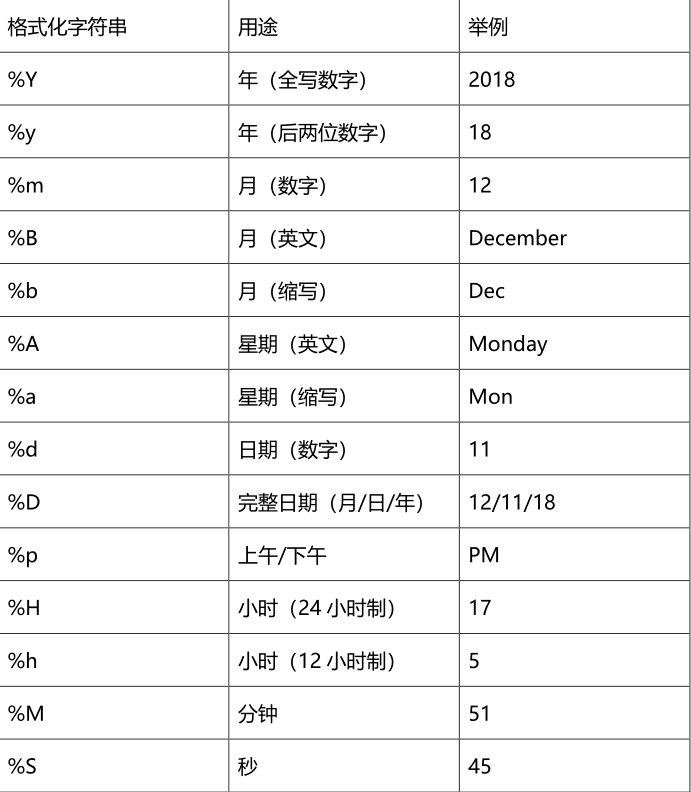 格式化字符串 用途 举例
%Y 年（全写数字） 2018
%y 年（后两位数字） 18
%m 月（数字） 12
%B 月（英文） December
%b 月（缩写） Dec
%A 星期（英文） Monday
%a 星期（缩写） Mon
%d 日期（数字） 11
%D 完整日期（月/日/年） 12/11/18
%p 上午/下午 PM
%H 小时（24 小时制） 17
%h 小时（12 小时制） 5
%M 分钟 51
%S 秒 45